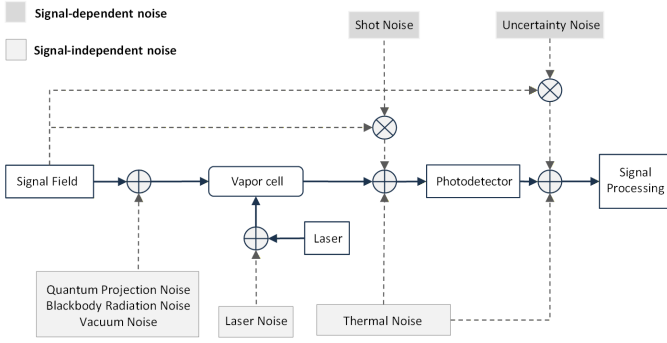 Signal-dependent noise
Signal-independent noise
Shot Noise
Uncertainty Noise
Signal Field
Vapor cell
Photodetector
Signal
Processing
Laser
Quantum Projection Noise
Blackbody Radiation Noise
Vacuum Noise
Laser Noise
Thermal Noise